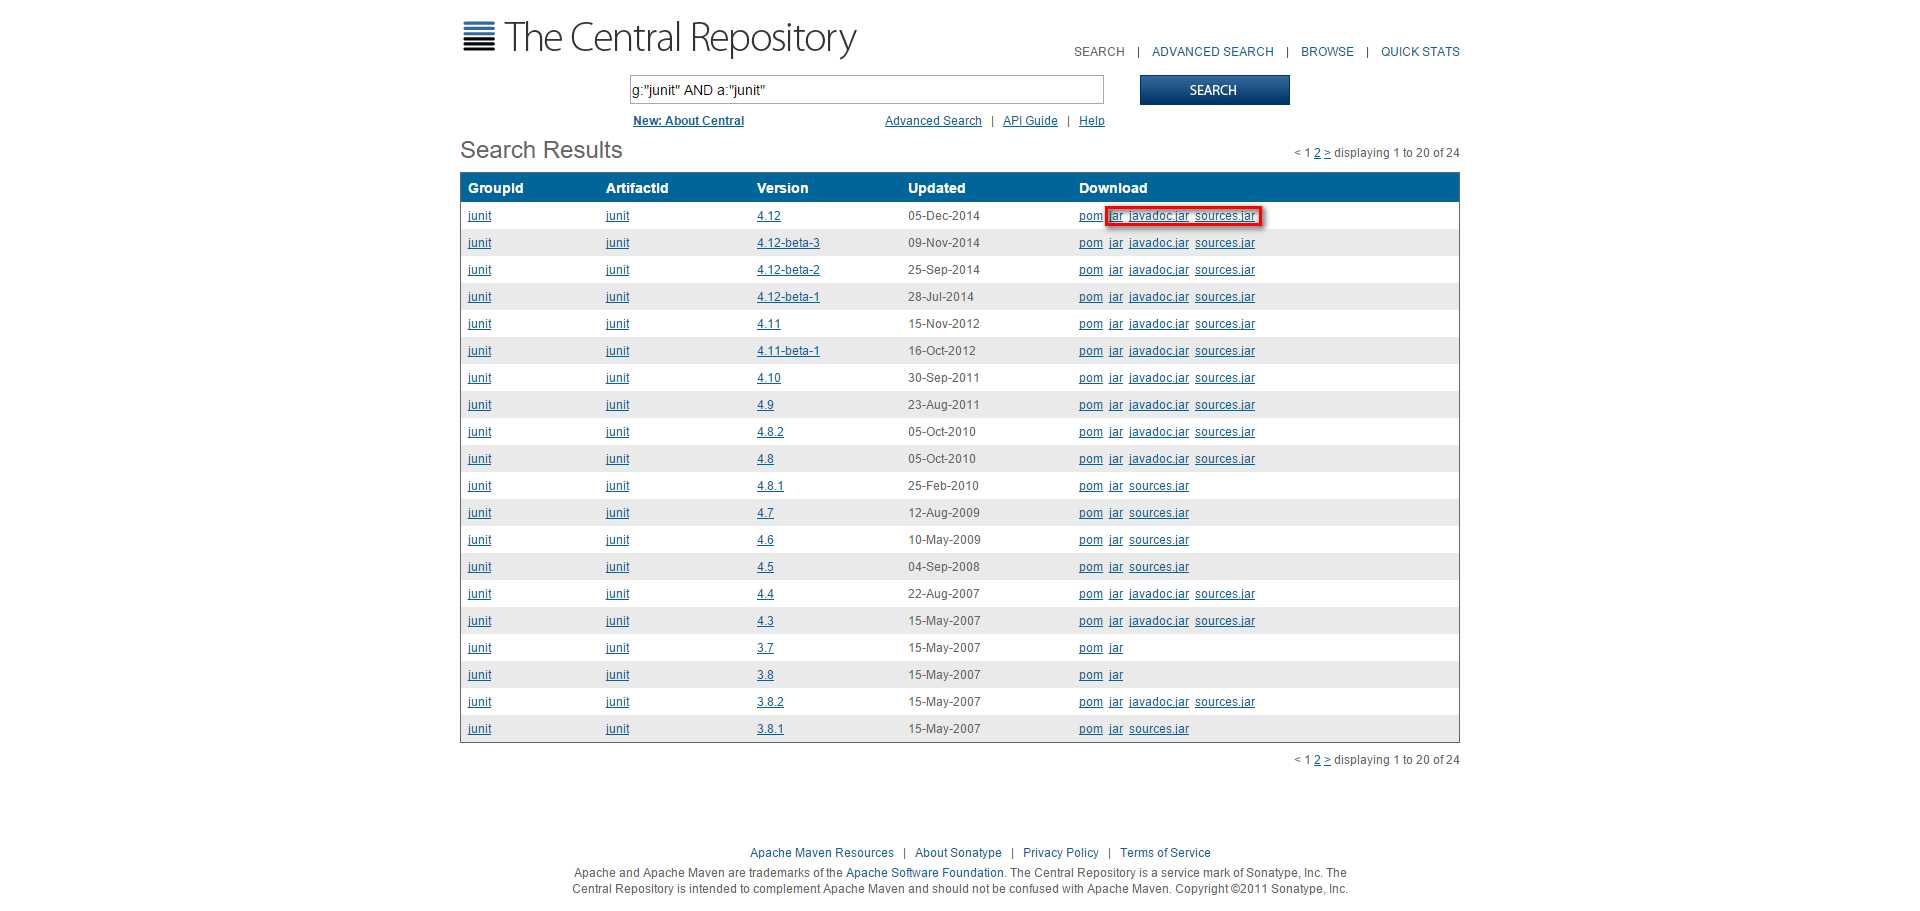 The Central Repository
SEARCH | ADVANCED SEARCH | BROWSE | QUICK STATS
g:"junit" AND a:"junit"
SEARCH
New: About Central
Advanced Search | API Guide | Help
Search Results
< 1 2 > displaying 1 to 20 of 24
GroupId ArtifactId Version Updated Download
junit junit 4.12 05-Dec-2014 pom jar javadoc.jar sources.jar
junit junit 4.12-beta-3 09-Nov-2014 pom jar javadoc.jar sources.jar
junit junit 4.12-beta-2 25-Sep-2014 pom jar javadoc.jar sources.jar
junit junit 4.12-beta-1 28-Jul-2014 pom jar javadoc.jar sources.jar
junit junit 4.11 15-Nov-2012 pom jar javadoc.jar sources.jar
junit junit 4.11-beta-1 16-Oct-2012 pom jar javadoc.jar sources.jar
junit junit 4.10 30-Sep-2011 pom jar javadoc.jar sources.jar
junit junit 4.9 23-Aug-2011 pom jar javadoc.jar sources.jar
junit junit 4.8.2 05-Oct-2010 pom jar javadoc.jar sources.jar
junit junit 4.8 05-Oct-2010 pom jar javadoc.jar sources.jar
junit junit 4.8.1 25-Feb-2010 pom jar sources.jar
junit junit 4.7 12-Aug-2009 pom jar sources.jar
junit junit 4.6 10-May-2009 pom jar sources.jar
junit junit 4.5 04-Sep-2008 pom jar sources.jar
junit junit 4.4 22-Aug-2007 pom jar javadoc.jar sources.jar
junit junit 4.3 15-May-2007 pom jar javadoc.jar sources.jar
junit junit 3.7 15-May-2007 pom jar
junit junit 3.8 15-May-2007 pom jar
junit junit 3.8.2 15-May-2007 pom jar javadoc.jar sources.jar
junit junit 3.8.1 15-May-2007 pom jar sources.jar
< 1 2 > displaying 1 to 20 of 24
Apache Maven Resources | About Sonatype | Privacy Policy | Terms of Service
Apache and Apache Maven are trademarks of the Apache Software Foundation. The Central Repository is a service mark of Sonatype, Inc. The
Central Repository is intended to complement Apache Maven and should not be confused with Apache Maven. Copyright ©2011 Sonatype, Inc.